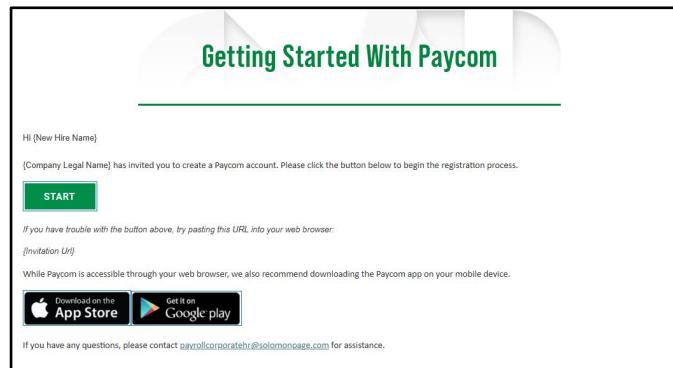 Getting Started With Paycom
Hi {New Hire Name}
{Company Legal Name} has invited you to create a Paycom account. Please click the button below to begin the registration process.
START
If you have trouble with the button above, try pasting this URL into your web browser:
{Invitation Url}
While Paycom is accessible through your web browser, we also recommend downloading the Paycom app on your mobile device.
Download on the
App Store
Get it on
Google play
If you have any questions, please contact payrollcorporatehr@solomonpage.com for assistance.